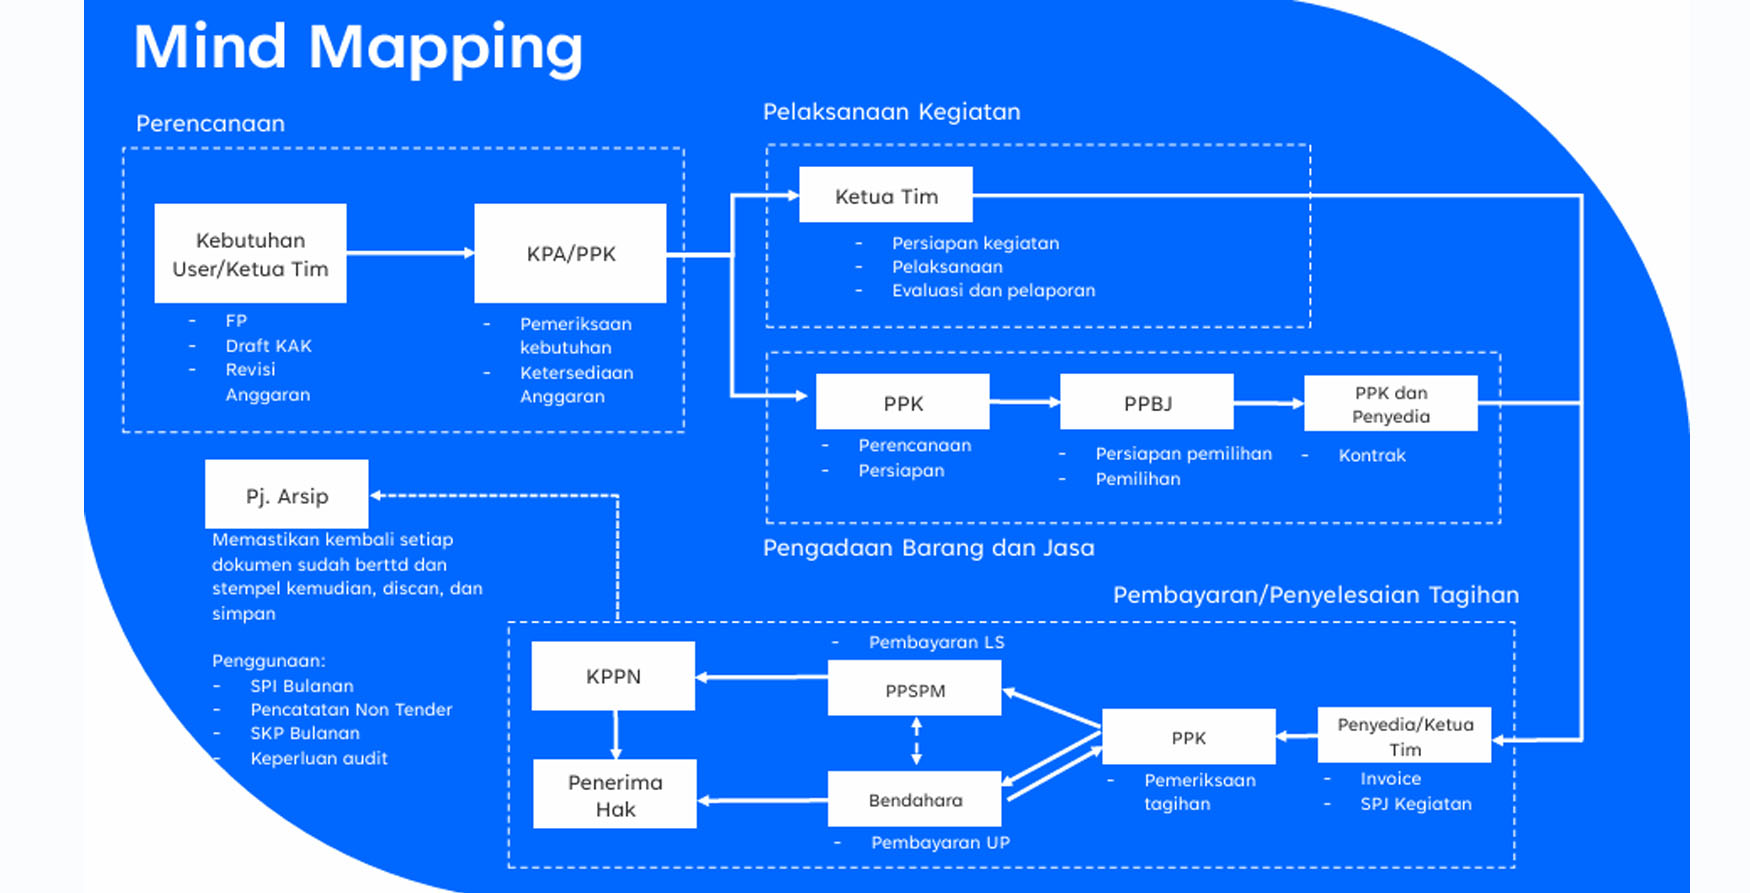 Mind Mapping
Perencanaan
Kebutuhan
User/Ketua Tim
- FP
- Draft KAK
- Revisi
Anggaran
KPA/PPK
- Pemeriksaan
kebutuhan
- Ketersediaan
Anggaran
Pelaksanaan Kegiatan
Ketua Tim
- Persiapan kegiatan
- Pelaksanaan
- Evaluasi dan pelaporan
PPK
- Perencanaan
- Persiapan
PPBJ
- Persiapan pemilihan
- Pemilihan
PPK dan
Penyedia
- Kontrak
Pengadaan Barang dan Jasa
Pj. Arsip
Memastikan kembali setiap
dokumen sudah berttd dan
stempel kemudian, discan, dan
simpan
Penggunaan:
- SPI Bulanan
- Pencatatan Non Tender
- SKP Bulanan
- Keperluan audit
Pembayaran/Penyelesaian Tagihan
KPPN
Penerima
Hak
- Pembayaran LS
PPSPM
Bendahara
- Pembayaran UP
PPK
- Pemeriksaan
tagihan
Penyedia/Ketua
Tim
- Invoice
- SPJ Kegiatan